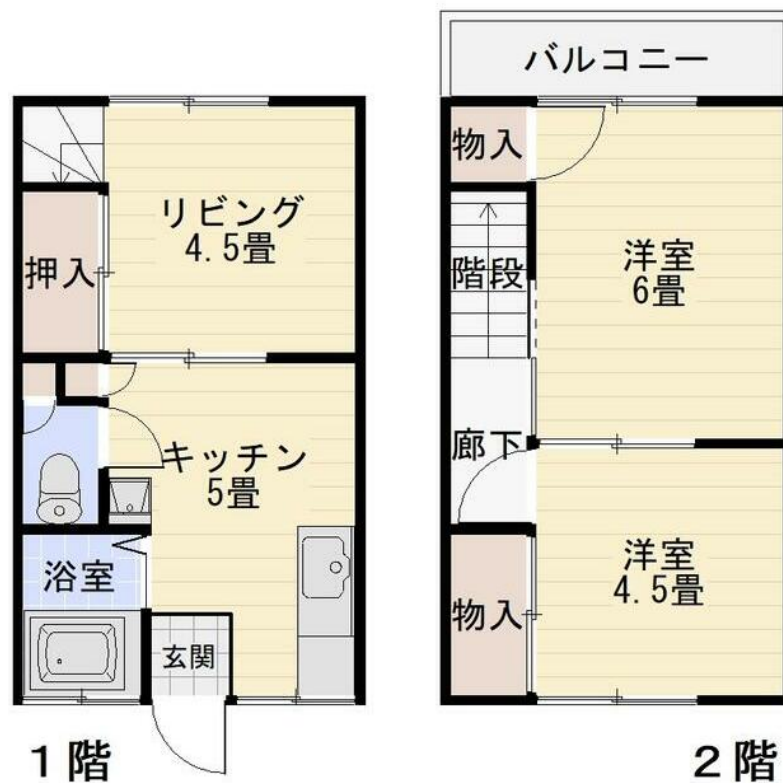 リビング
4.5畳
押入
キッチン
5畳
浴室
玄関
1階
バルコニー
物入
階段
洋室
6畳
廊下
洋室
4.5畳
物入
2階